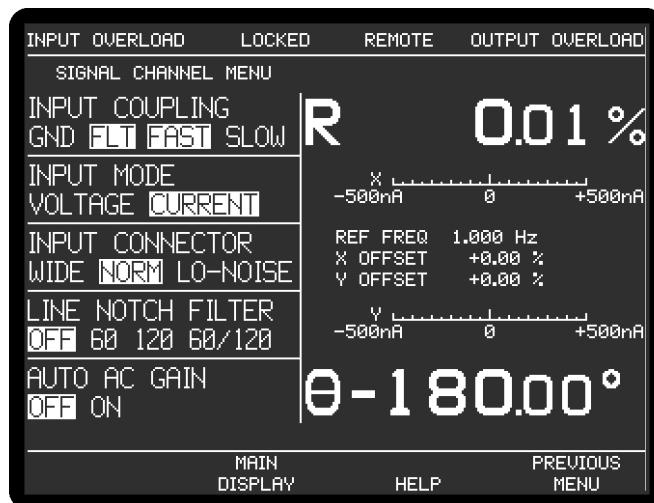 INPUT OVERLOAD LOCKED REMOTE OUTPUT OVERLOAD
SIGNAL CHANNEL MENU
INPUT COUPLING
GND FLT FAST SLOW
INPUT MODE
VOLTAGE CURRENT
INPUT CONNECTOR
WIDE NORM LO-NOISE
LINE NOTCH FILTER
OFF 60 120 60/120
AUTO AC GAIN
OFF ON
R 0.01 %
X
-500nA 0 +500nA
REF FREQ 1.000 Hz
X OFFSET +0.00 %
Y OFFSET +0.00 %
Y
-500nA 0 +500nA
θ-180.00°
MAIN DISPLAY
HELP
PREVIOUS MENU